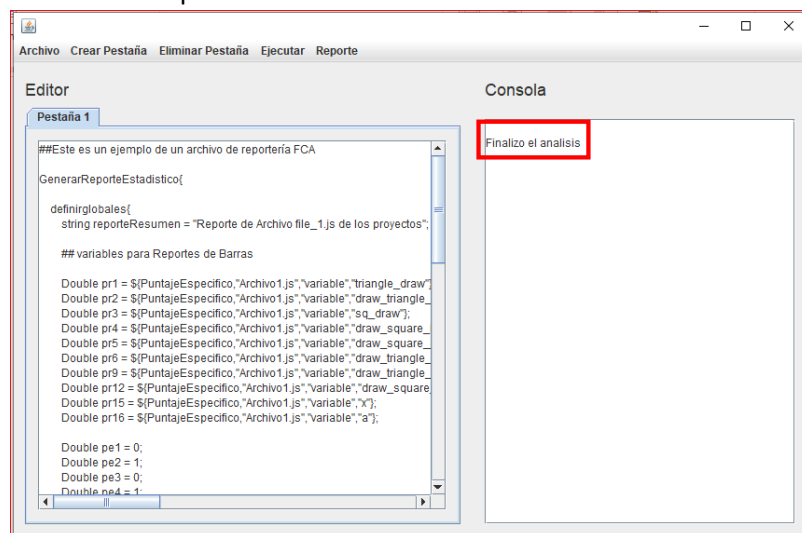 Archivo Crear Pestaña Eliminar Pestaña Ejecutar Reporte
Editor
Consola
Pestaña 1
##Este es un ejemplo de un archivo de reportería FCA
Finalizo el analisis
GenerarReporteEstadistico{
definirglobales{
string reporteResumen = "Reporte de Archivo file_1.js de los proyectos";
## variables para Reportes de Barras
Double pr1 = ${PuntajeEspecifico,"Archivo1.js","variable","triangle_draw"}
Double pr2 = ${PuntajeEspecifico,"Archivo1.js","variable","draw_triangle_
Double pr3 = ${PuntajeEspecifico,"Archivo1.js","variable","sq_draw"};
Double pr4 = ${PuntajeEspecifico,"Archivo1.js","variable","draw_square_
Double pr5 = ${PuntajeEspecifico,"Archivo1.js","variable","draw_square_
Double pr6 = ${PuntajeEspecifico,"Archivo1.js","variable","draw_triangle_
Double pr9 = ${PuntajeEspecifico,"Archivo1.js","variable","draw_triangle_
Double pr12 = ${PuntajeEspecifico,"Archivo1.js","variable","draw_square_
Double pr15 = ${PuntajeEspecifico,"Archivo1.js","variable","x"};
Double pr16 = ${PuntajeEspecifico,"Archivo1.js","variable","a"};
Double pe1 = 0;
Double pe2 = 1;
Double pe3 = 0;
Double pe4 = 1;